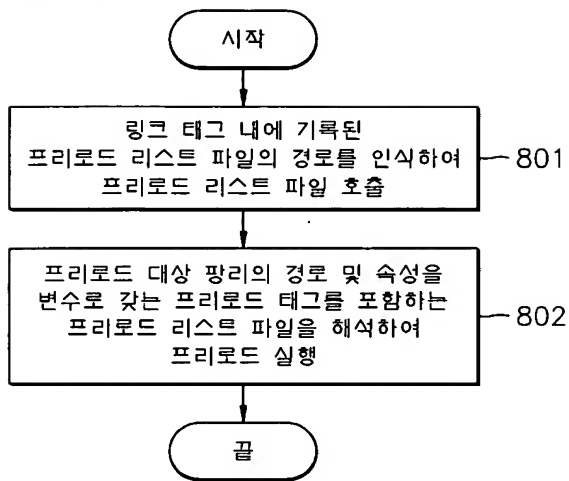 시작
링크 태그 내에 기록된
프리로드 리스트 파일의 경로를 인식하여
프리로드 리스트 파일 호출
801
프리로드 대상 팡리의 경로 및 속성을
변수로 갖는 프리로드 태그를 포함하는
프리로드 리스트 파일을 해석하여
프리로드 실행
802
끝